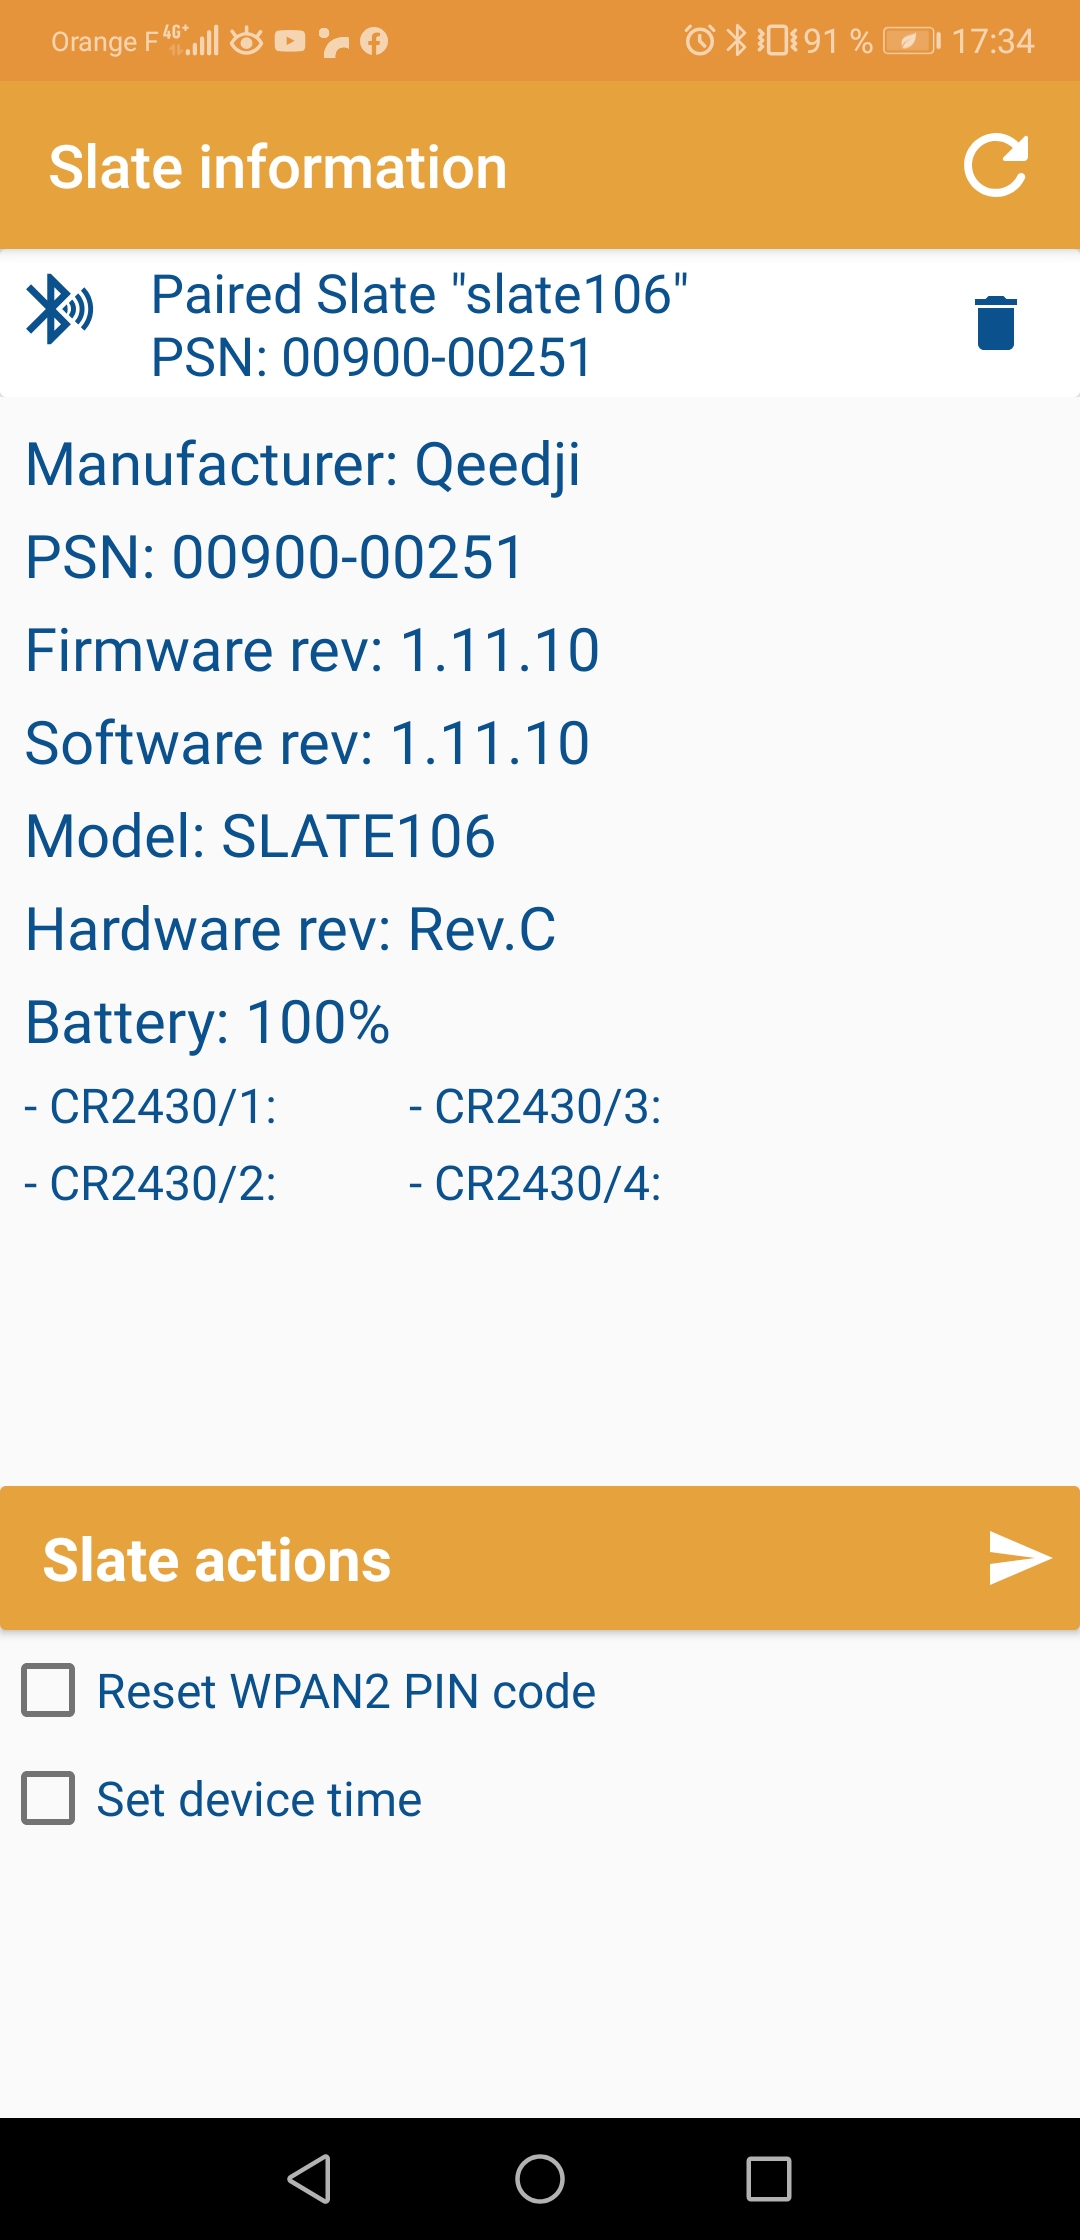 Orange F 4G+ 91 % 17:34
Slate information
Paired Slate "slate106"
PSN: 00900-00251
Manufacturer: Qeedji
PSN: 00900-00251
Firmware rev: 1.11.10
Software rev: 1.11.10
Model: SLATE106
Hardware rev: Rev.C
Battery: 100%
- CR2430/1: - CR2430/3:
- CR2430/2: - CR2430/4:
Slate actions
Reset WPAN2 PIN code
Set device time